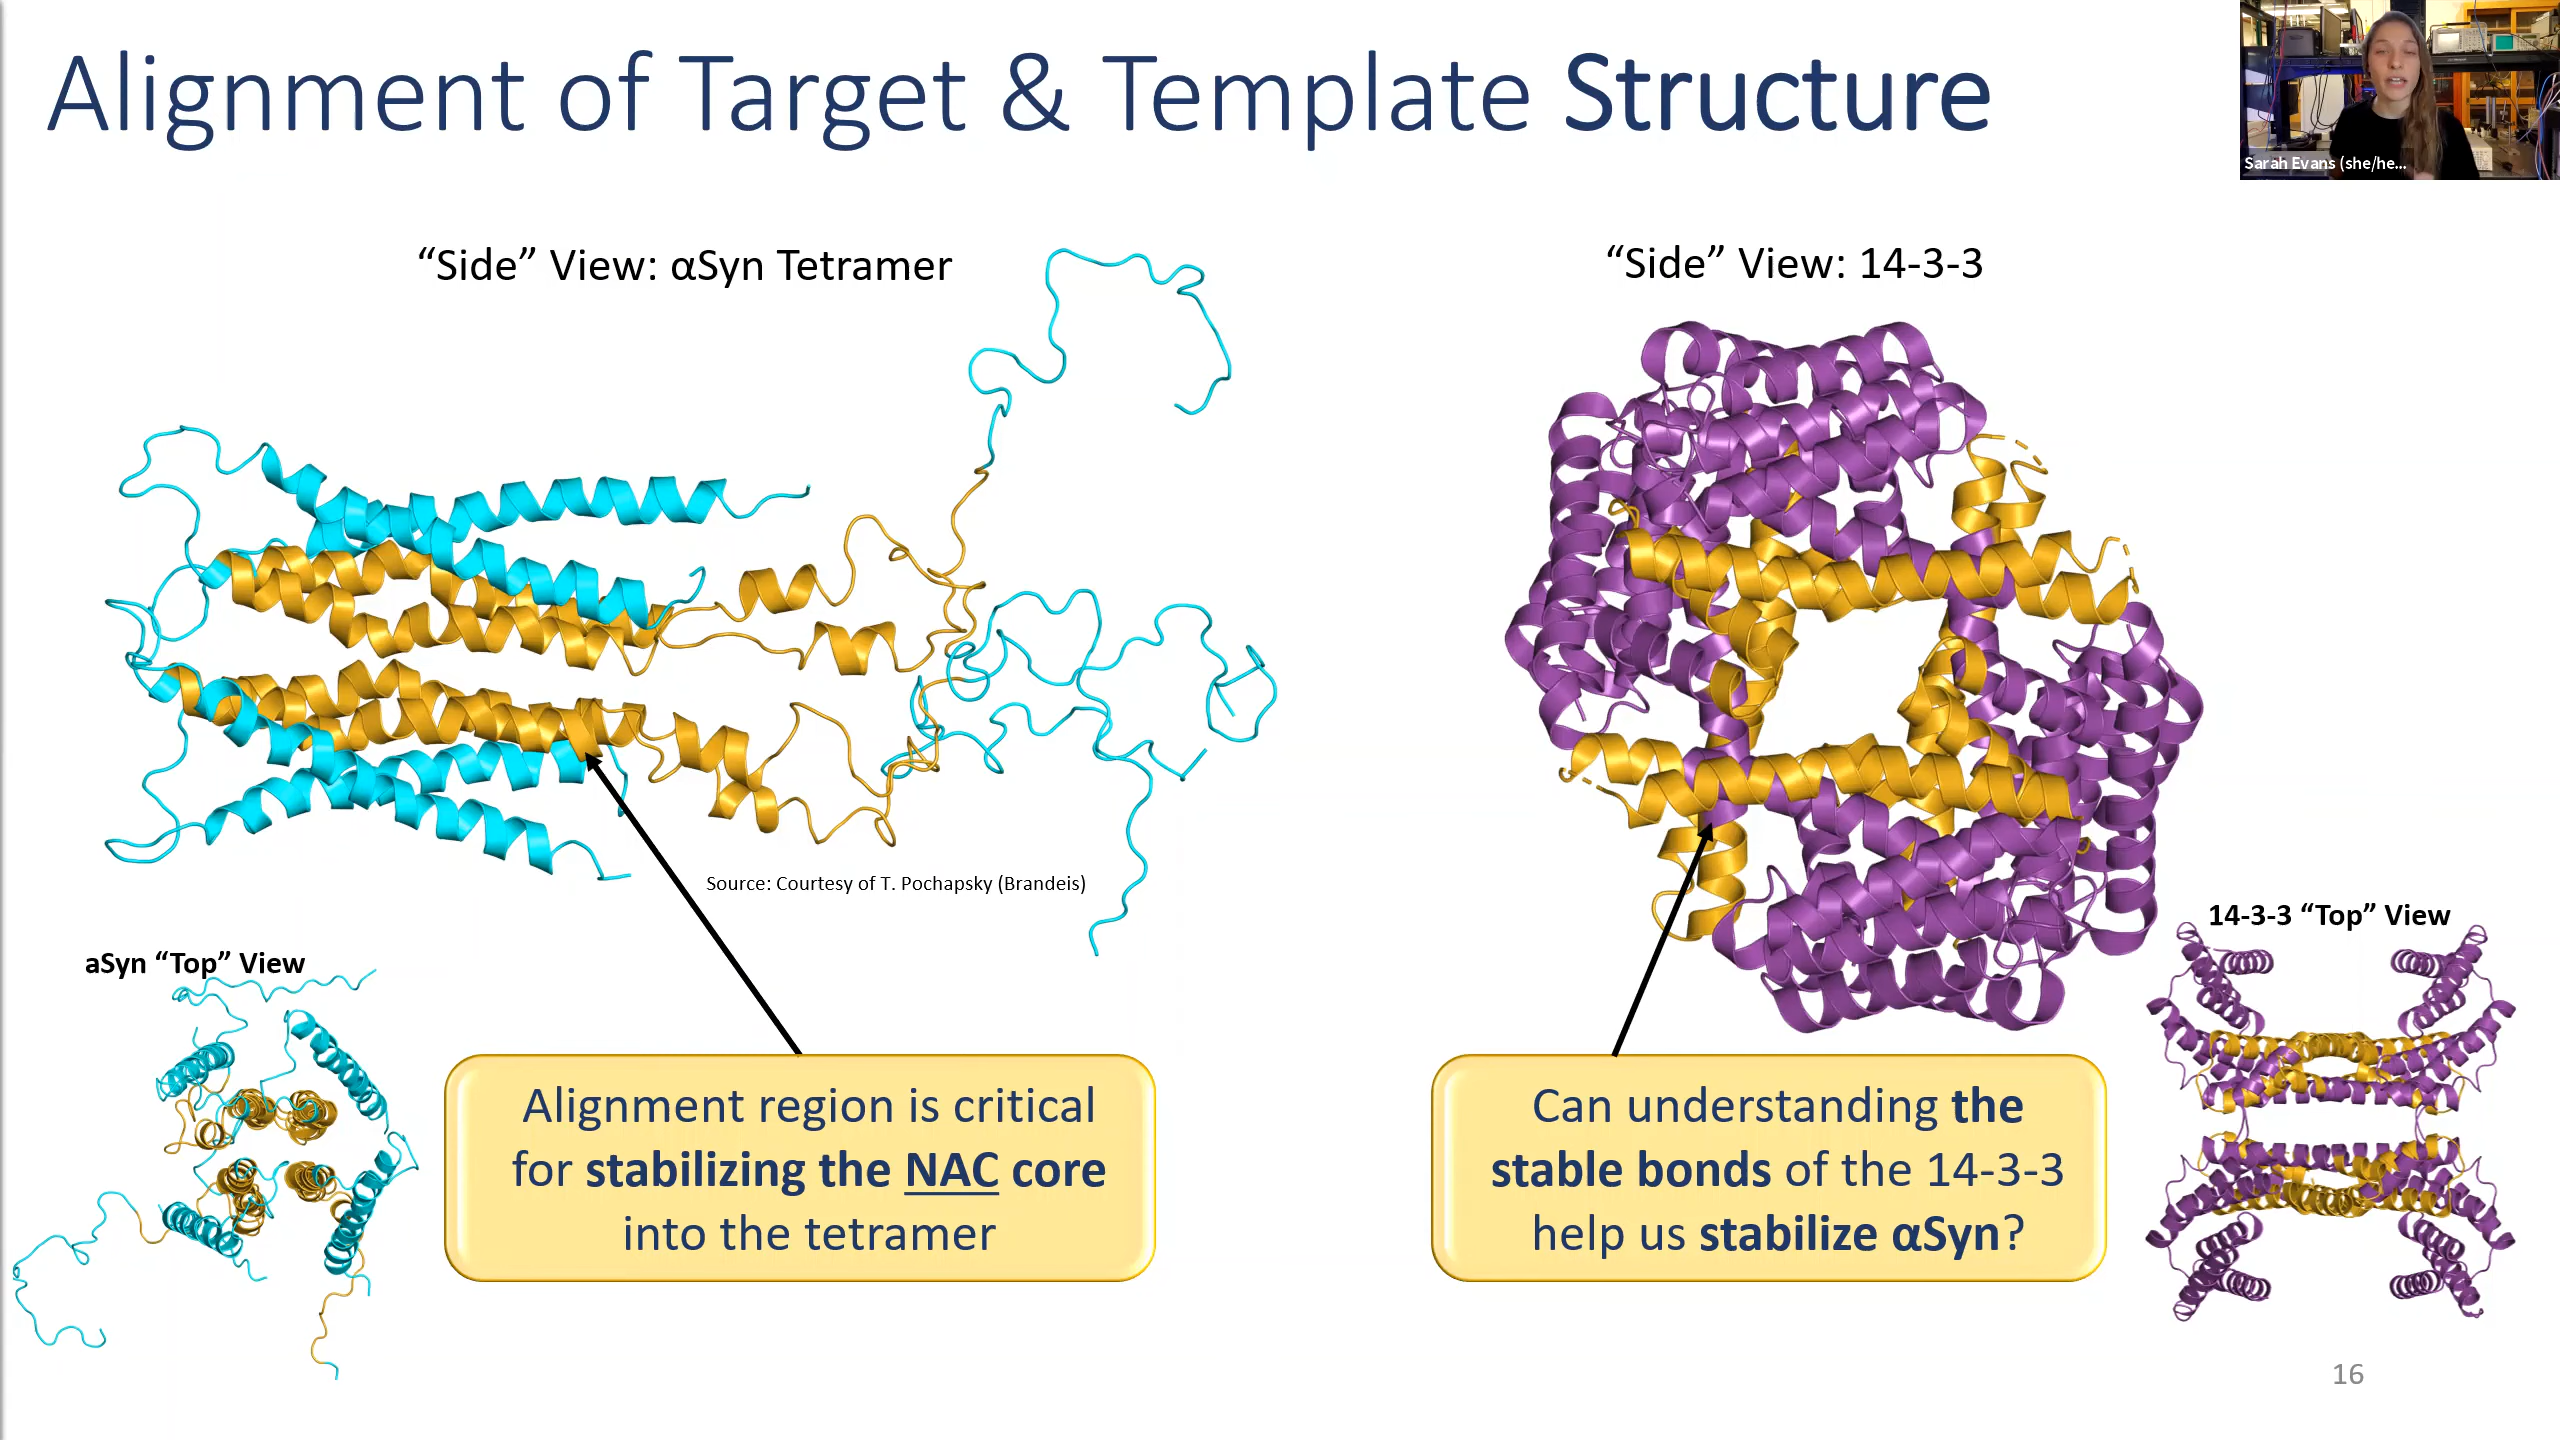 Alignment of Target & Template Structure
Sarah Evans (she/he...
“Side” View: αSyn Tetramer
“Side” View: 14-3-3
Source: Courtesy of T. Pochapsky (Brandeis)
14-3-3 “Top” View
aSyn “Top” View
Alignment region is critical
for stabilizing the NAC core
into the tetramer
Can understanding the
stable bonds of the 14-3-3
help us stabilize αSyn?
16